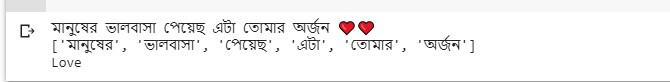 মানুষের ভালবাসা পেয়েছ এটা তোমার অর্জন ❤️❤️
['মানুষের', 'ভালবাসা', 'পেয়েছ', 'এটা', 'তোমার', 'অর্জন']
Love